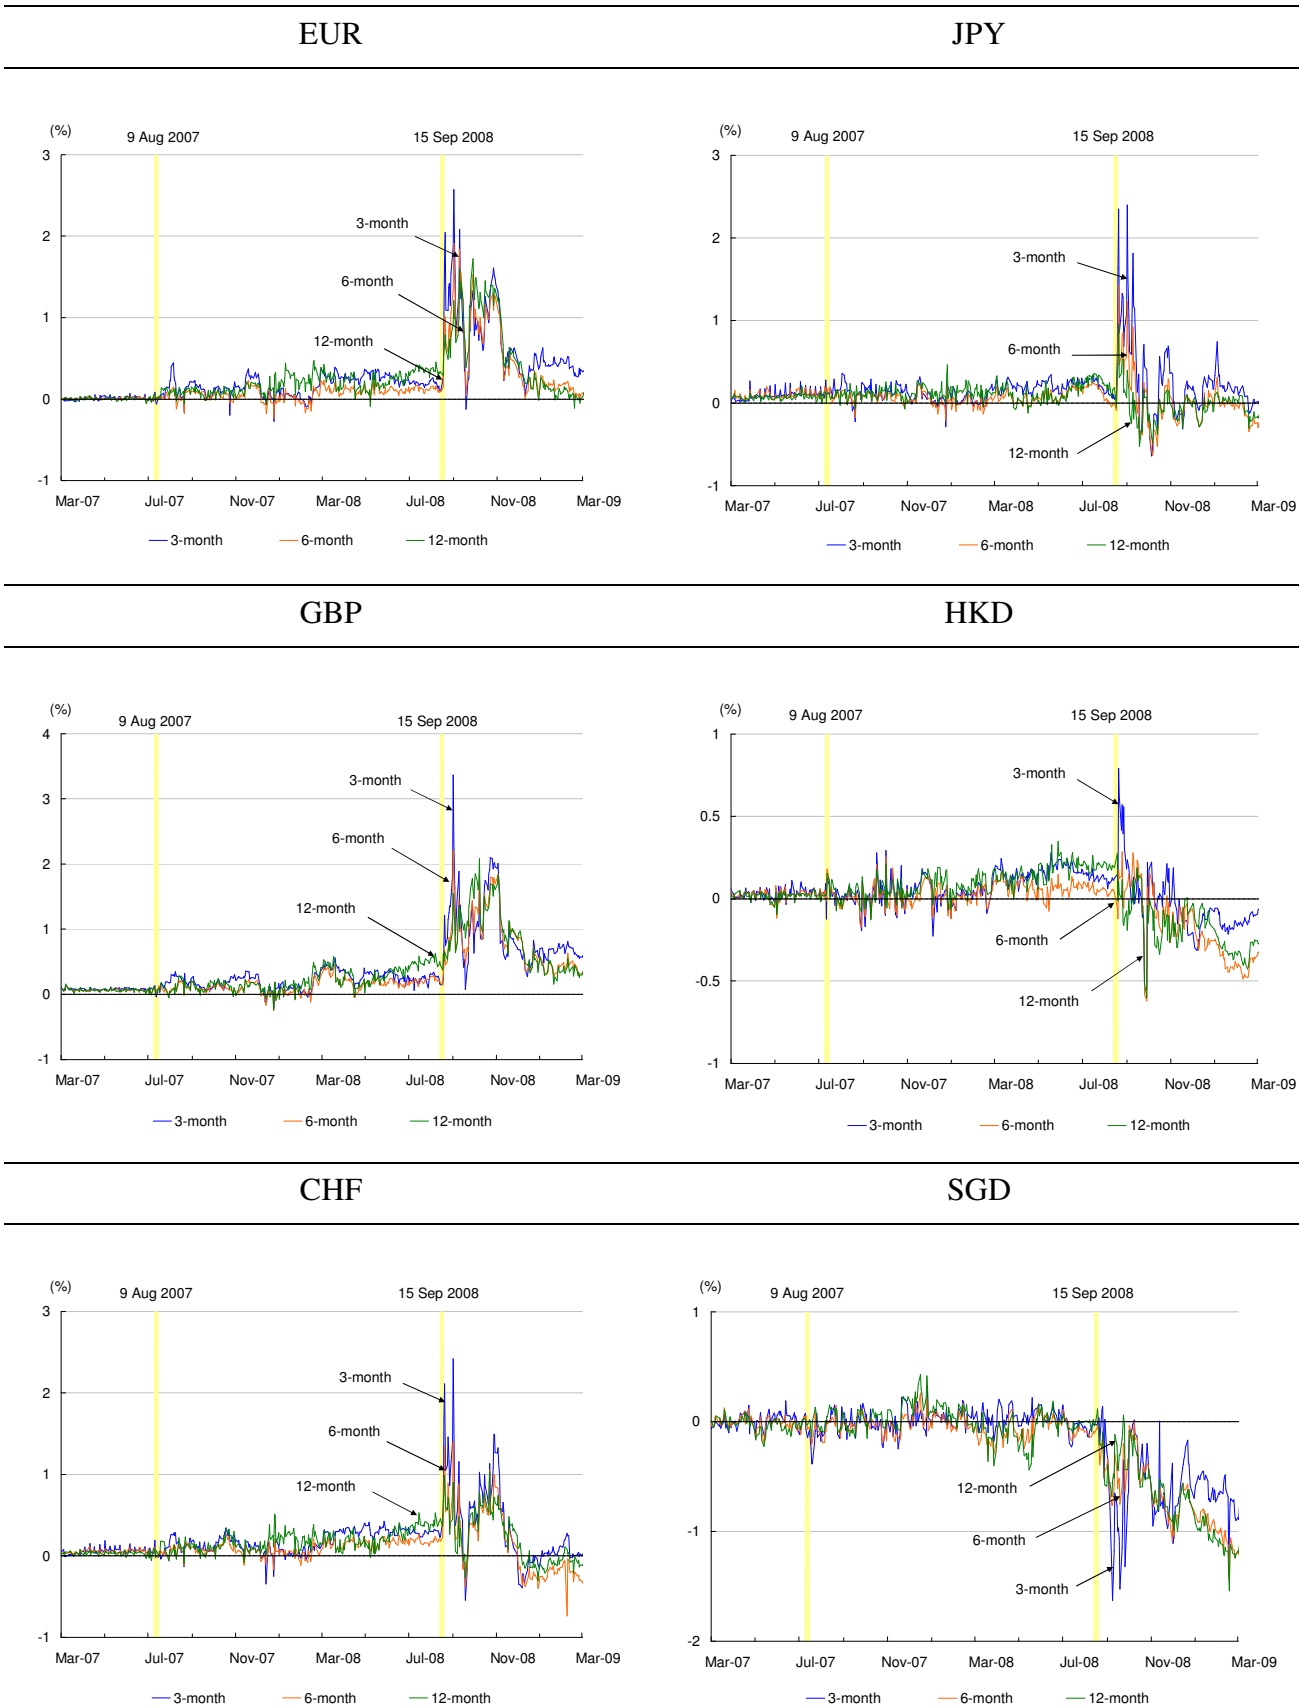 EUR
JPY
(%)
9 Aug 2007
15 Sep 2008
3
2
1
0
-1
3-month
6-month
12-month
Mar-07
Jul-07
Nov-07
Mar-08
Jul-08
Nov-08
Mar-09
3-month
6-month
12-month
(%)
9 Aug 2007
15 Sep 2008
3
2
1
0
-1
3-month
6-month
12-month
Mar-07
Jul-07
Nov-07
Mar-08
Jul-08
Nov-08
Mar-09
3-month
6-month
12-month
GBP
HKD
(%)
9 Aug 2007
15 Sep 2008
4
3
2
1
0
-1
3-month
6-month
12-month
Mar-07
Jul-07
Nov-07
Mar-08
Jul-08
Nov-08
Mar-09
3-month
6-month
12-month
(%)
9 Aug 2007
15 Sep 2008
1
0.5
0
-0.5
-1
3-month
6-month
12-month
Mar-07
Jul-07
Nov-07
Mar-08
Jul-08
Nov-08
Mar-09
3-month
6-month
12-month
CHF
SGD
(%)
9 Aug 2007
15 Sep 2008
3
2
1
0
-1
3-month
6-month
12-month
Mar-07
Jul-07
Nov-07
Mar-08
Jul-08
Nov-08
Mar-09
3-month
6-month
12-month
(%)
9 Aug 2007
15 Sep 2008
1
0
-1
-2
12-month
6-month
3-month
Mar-07
Jul-07
Nov-07
Mar-08
Jul-08
Nov-08
Mar-09
3-month
6-month
12-month